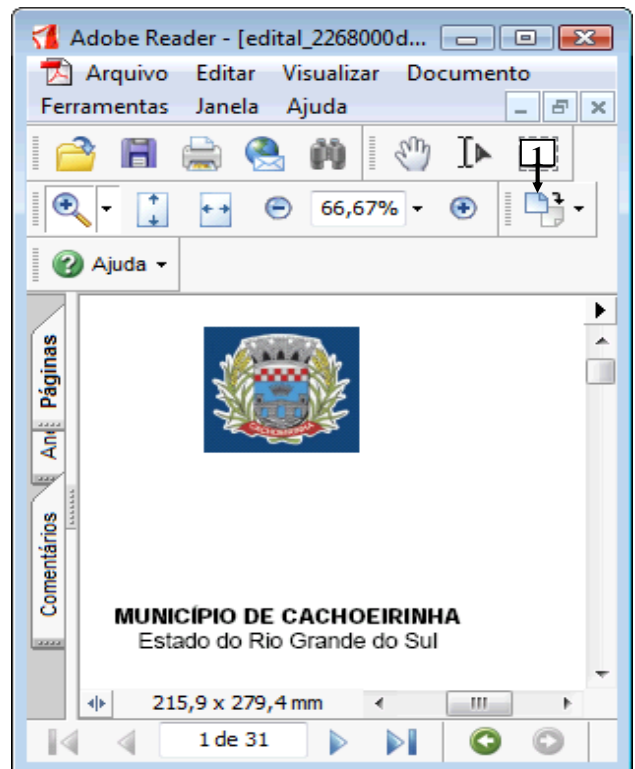 Adobe Reader - [edital_2268000d...
Arquivo Editar Visualizar Documento
Ferramentas Janela Ajuda
1
66,67%
Ajuda
Páginas
Comentários
CACHOEIRINHA
MUNICÍPIO DE CACHOEIRINHA
Estado do Rio Grande do Sul
215,9 x 279,4 mm
1 de 31